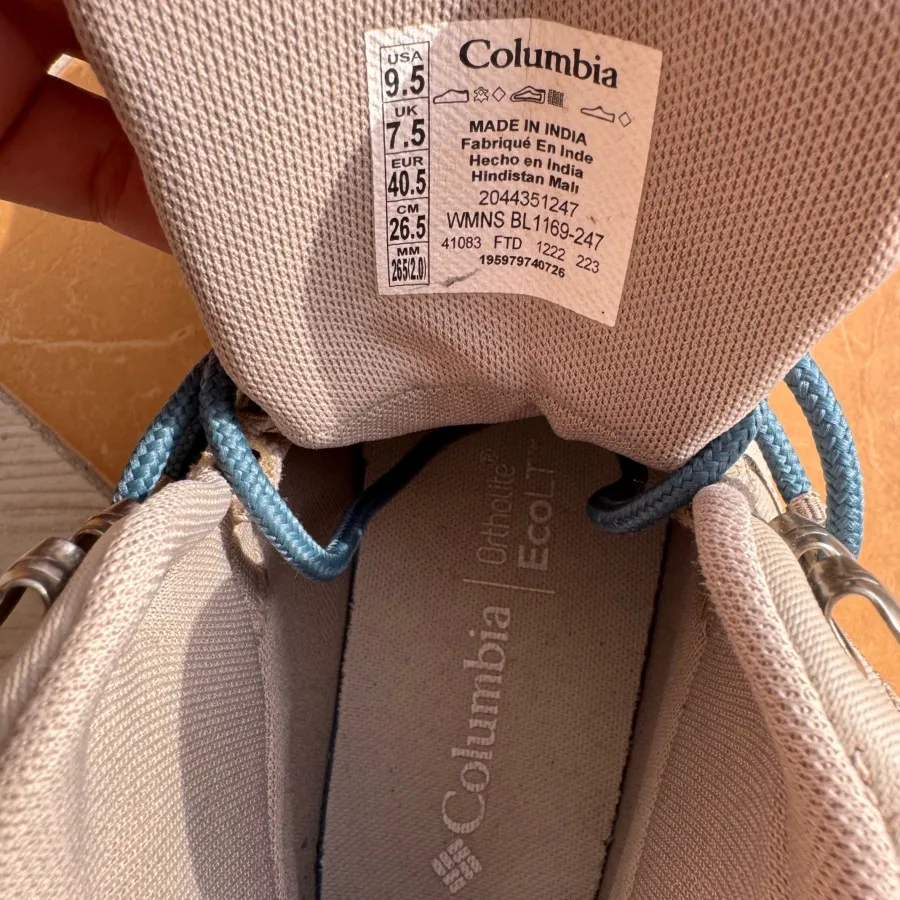 USA
9.5
UK
7.5
EUR
40.5
CM
26.5
MM
265(2.0)
Columbia
MADE IN INDIA
Fabriqué En Inde
Hecho en India
Hindistan Malı
2044351247
WMNS BL1169-247
41083 FTD 1222 223
195979740726
Columbia
Ortholite®
EcoLT™